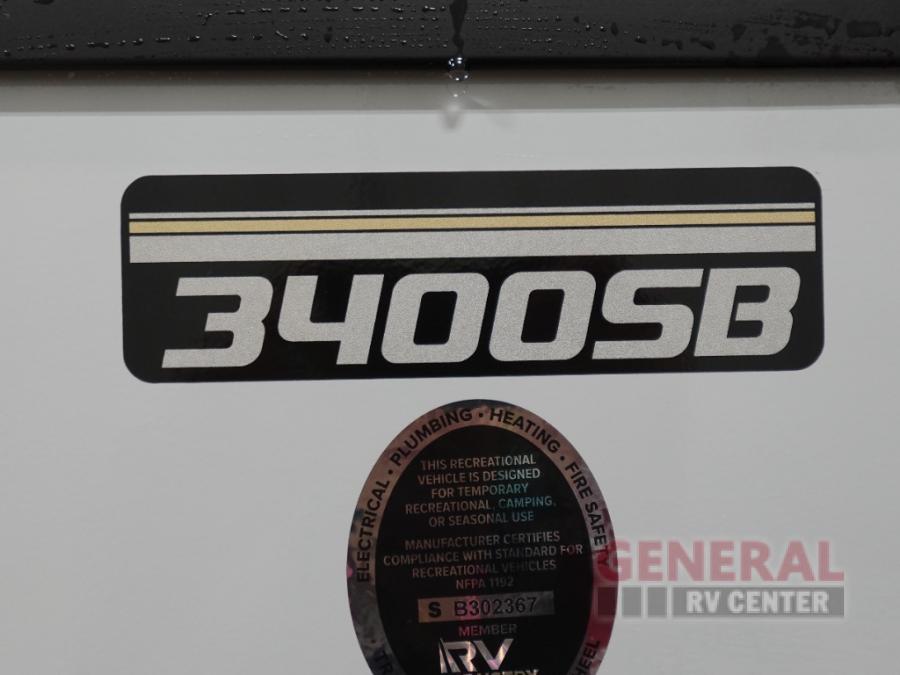 3400SB
ELECTRICAL • PLUMBING • HEATING • FIRE SAFETY
THIS RECREATIONAL
VEHICLE IS DESIGNED
FOR TEMPORARY
RECREATIONAL, CAMPING,
OR SEASONAL USE
MANUFACTURER CERTIFIES
COMPLIANCE WITH STANDARD FOR
RECREATIONAL VEHICLES
NFPA 1192
S B302367
MEMBER
RV
GENERAL
RV CENTER